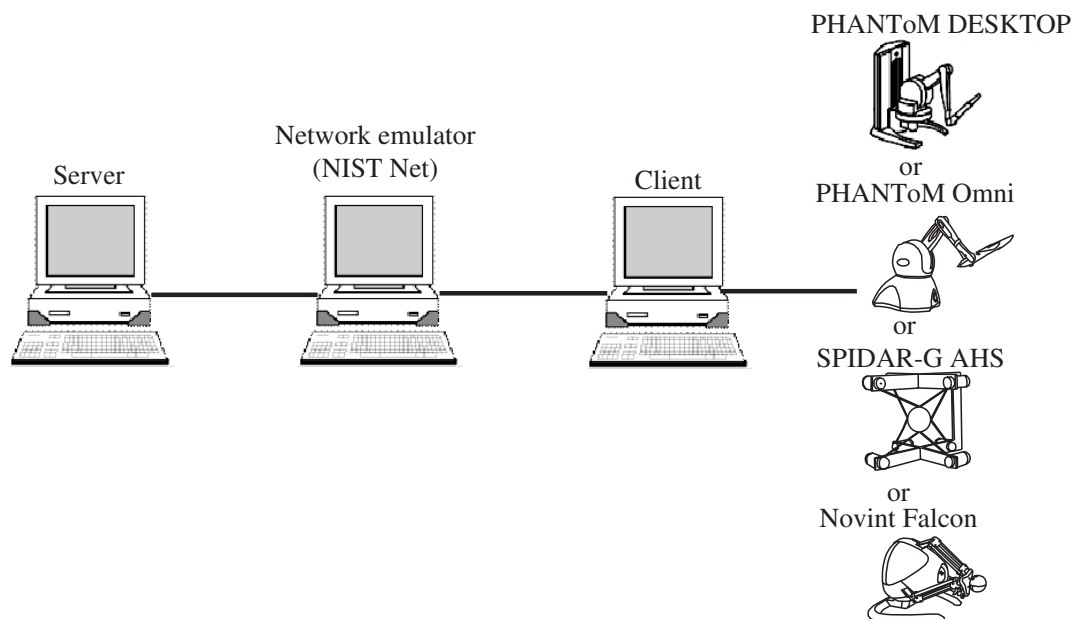 PHANToM DESKTOP
Network emulator
(NIST Net)
Server
Client
or
PHANToM Omni
or
SPIDAR-G AHS
or
Novint Falcon